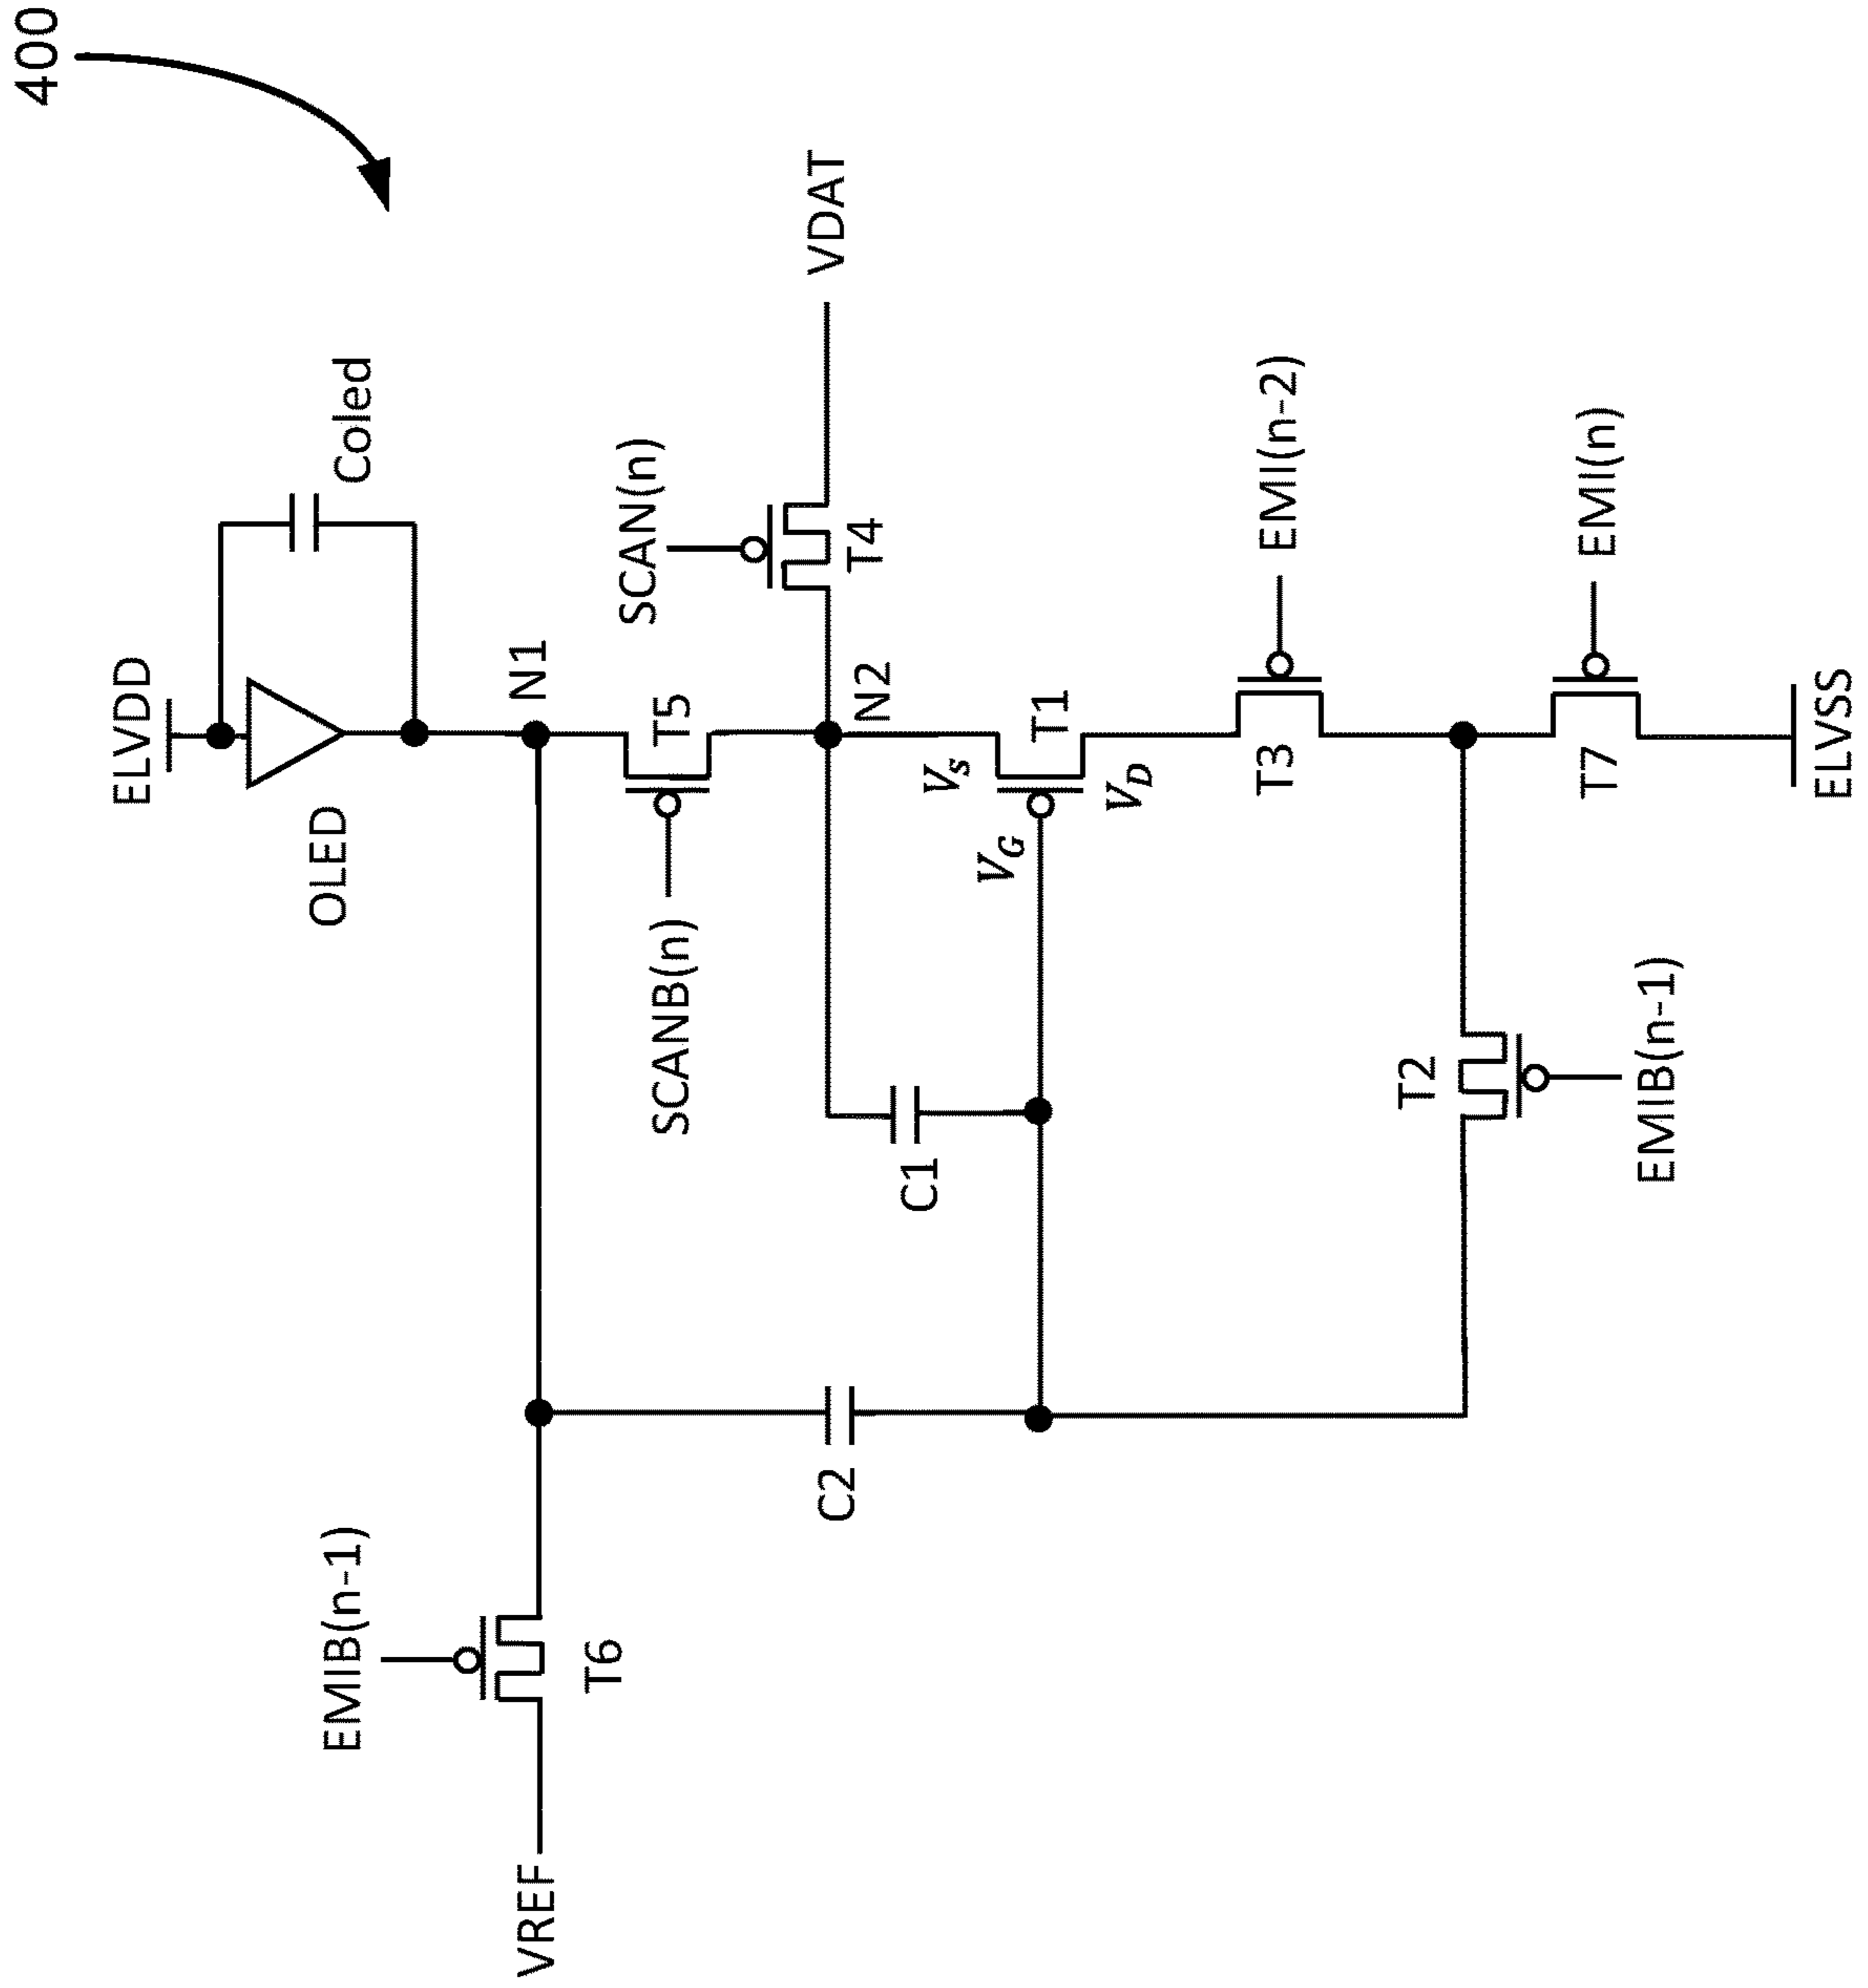 400
ELVDD
OLED
Coled
N1
EMIB(n-1)
VREF
T6
SCANB(n)
T5
SCAN(n)
T4
VDAT
N2
C2
C1
VG
VS
T1
VD
T3
EMI(n-2)
T2
EMIB(n-1)
T7
EMI(n)
ELVSS